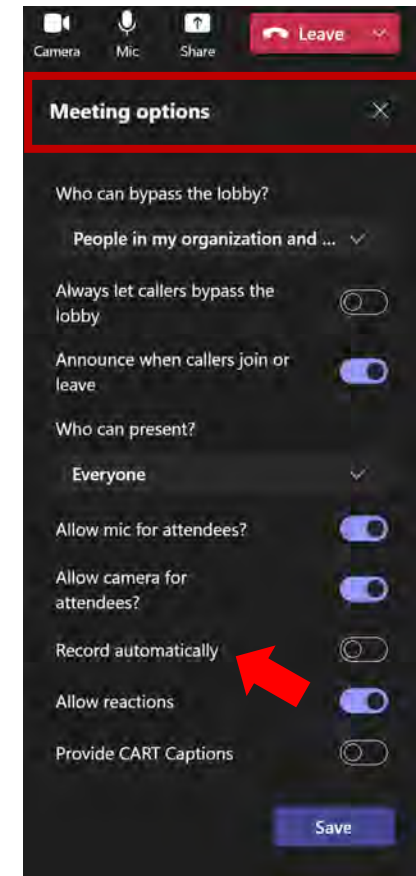 Camera Mic Share Leave
Meeting options
Who can bypass the lobby?
People in my organization and ...
Always let callers bypass the
lobby
Announce when callers join or
leave
Who can present?
Everyone
Allow mic for attendees?
Allow camera for
attendees?
Record automatically
Allow reactions
Provide CART Captions
Save